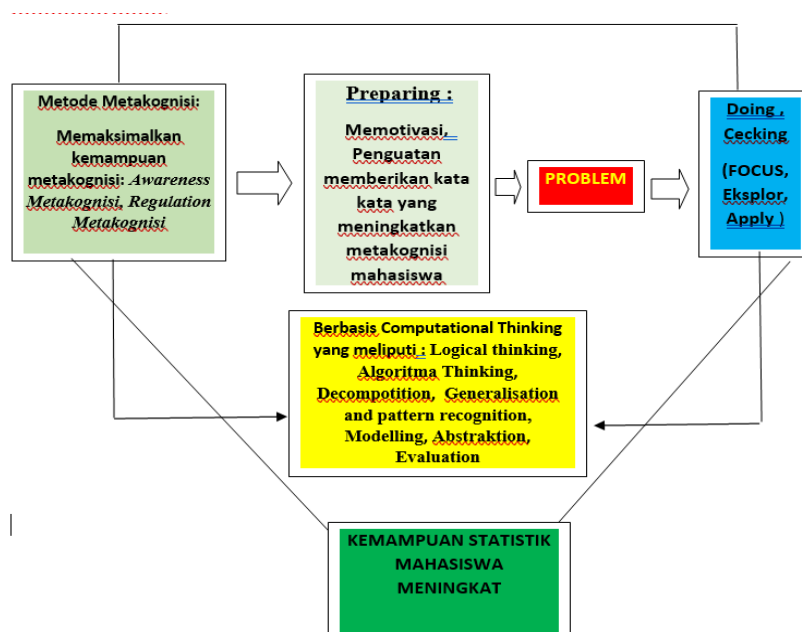 Metode Metakognisi:
Memaksimalkan
kemampuan
metakognisi: Awareness
Metakognisi, Regulation
Metakognisi
Preparing :
Memotivasi,
Penguatan
memberikan kata
kata yang
meningkatkan
metakognisi
mahasiswa
PROBLEM
Doing ,
Cecking
(FOCUS,
Eksplor,
Apply )
Berbasis Computational Thinking
yang meliputi : Logical thinking,
Algoritma Thinking,
Decompotition, Generalisation
and pattern recognition,
Modelling, Abstraktion,
Evaluation
KEMAMPUAN STATISTIK
MAHASISWA
MENINGKAT